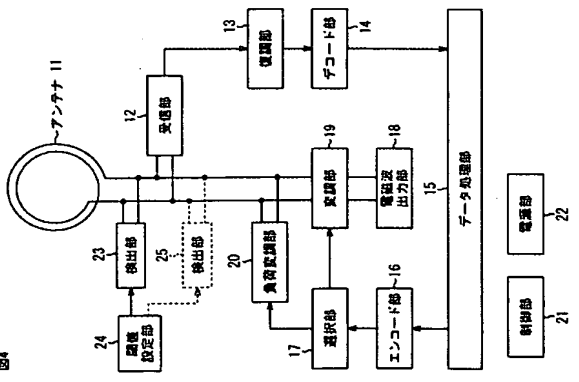 図4
アンテナ 11
12
受信部
13
復調部
14
デコード部
23
検出部
25
検出部
24
閾値
設定部
20
負荷変調部
19
変調部
18
電磁波
出力部
17
選択部
16
エンコード部
15
データ処理部
21
制御部
22
電源部